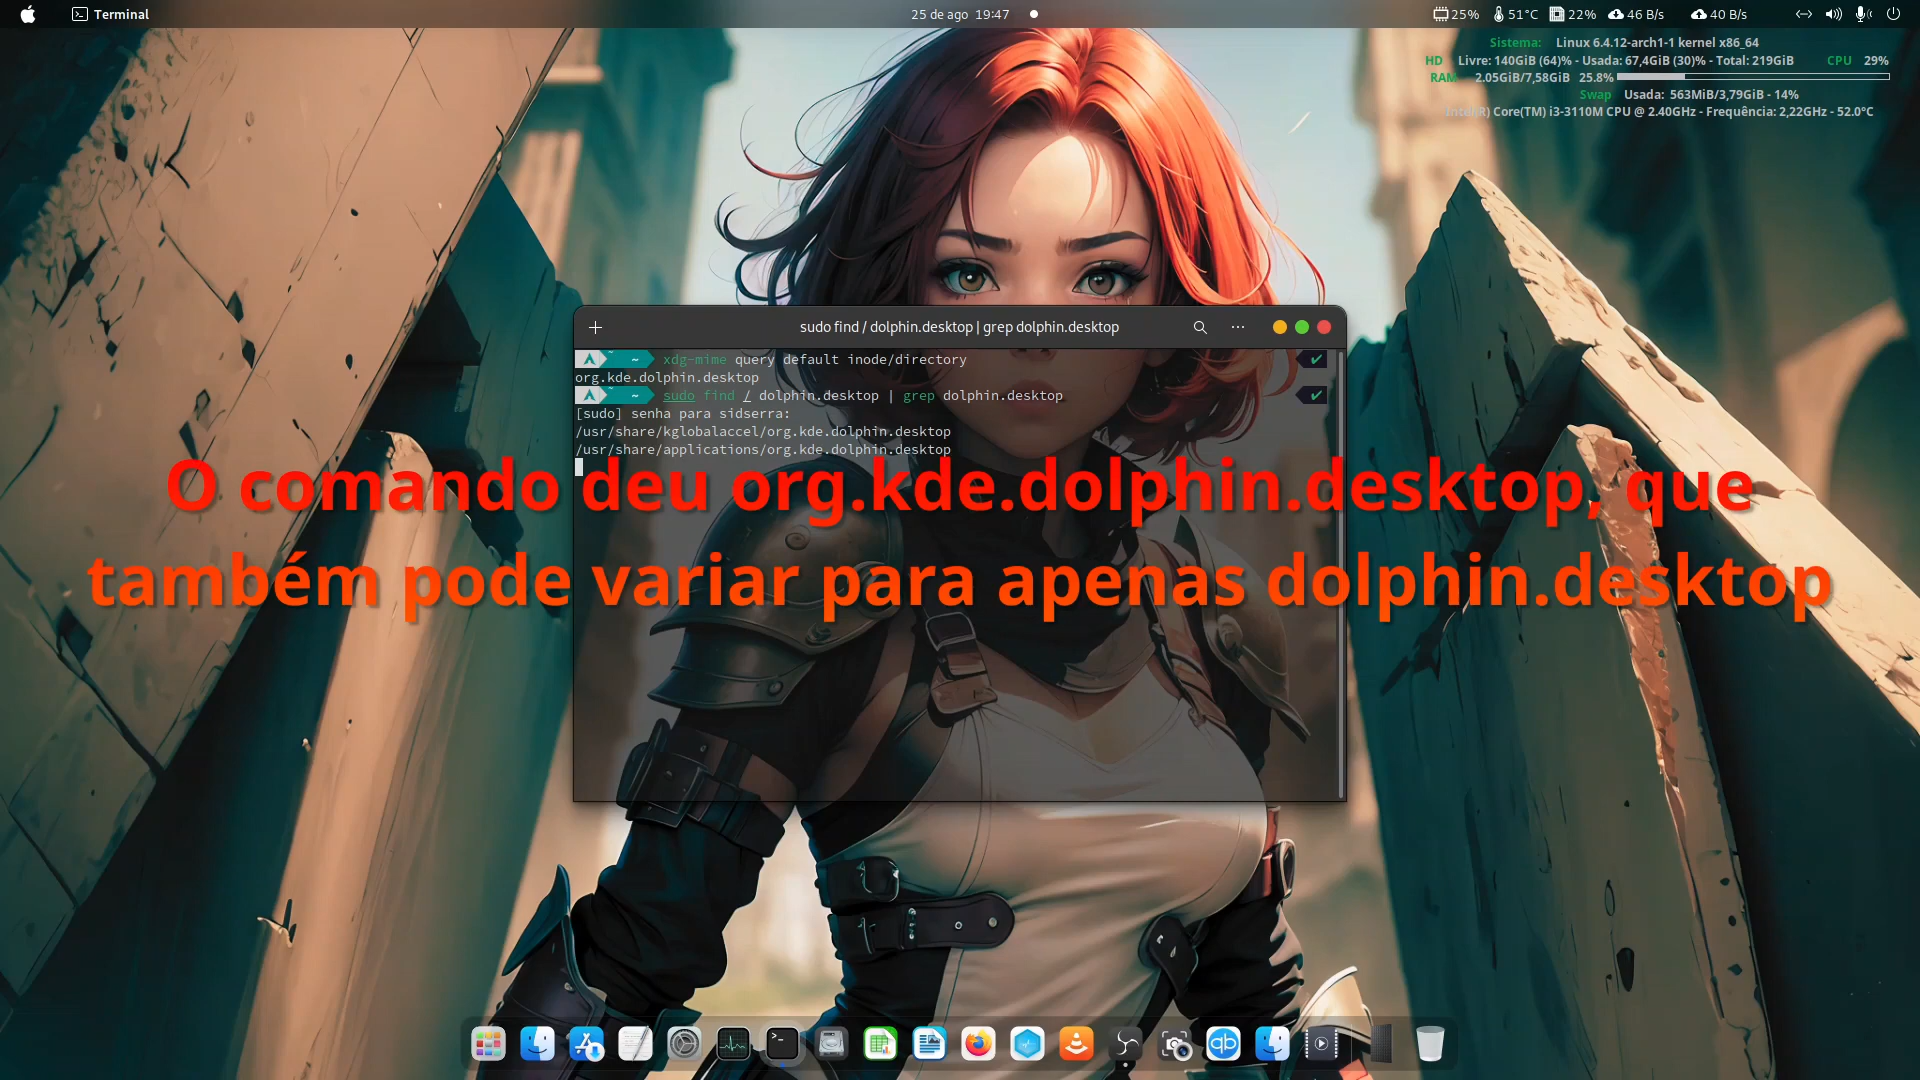 Terminal
25 de ago 19:47
25% 51°C 22% 46 B/s 40 B/s
Sistema: Linux 6.4.12-arch1-1 kernel x86_64
HD Livre: 140GiB (64)% - Usada: 67,4GiB (30)% - Total: 219GiB CPU 29%
RAM 2.05GiB/7,58GiB 25.8%
Swap Usada: 563MiB/3,79GiB - 14%
Intel(R) Core(TM) i3-3110M CPU @ 2.40GHz - Frequência: 2,22GHz - 52.0°C
sudo find / dolphin.desktop | grep dolphin.desktop
~ xdg-mime query default inode/directory
org.kde.dolphin.desktop
~ sudo find / dolphin.desktop | grep dolphin.desktop
[sudo] senha para sidserra:
/usr/share/kglobalaccel/org.kde.dolphin.desktop
/usr/share/applications/org.kde.dolphin.desktop
O comando deu org.kde.dolphin.desktop, que
também pode variar para apenas dolphin.desktop